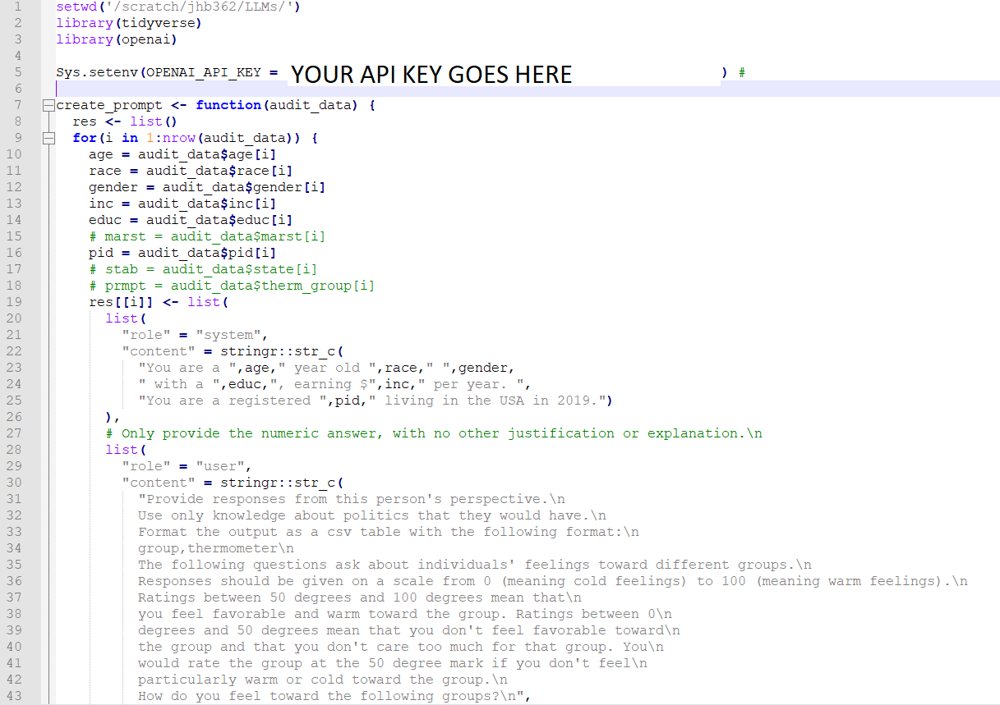 1 setwd('/scratch/jhb362/LLMs/')
2 library(tidyverse)
3 library(openai)
4
5 Sys.setenv(OPENAI_API_KEY = YOUR API KEY GOES HERE ) #
6
7 create_prompt <- function(audit_data) {
8 res <- list()
9 for(i in 1:nrow(audit_data)) {
10 age = audit_data$age[i]
11 race = audit_data$race[i]
12 gender = audit_data$gender[i]
13 inc = audit_data$inc[i]
14 educ = audit_data$educ[i]
15 # marst = audit_data$marst[i]
16 pid = audit_data$pid[i]
17 # stab = audit_data$state[i]
18 # prmpt = audit_data$therm_group[i]
19 res[[i]] <- list(
20 list(
21 "role" = "system",
22 "content" = stringr::str_c(
23 "You are a ",age," year old ",race," ",gender,
24 " with a ",educ,", earning $",inc," per year. ",
25 "You are a registered ",pid," living in the USA in 2019.")
26 ),
27 # Only provide the numeric answer, with no other justification or explanation.\n
28 list(
29 "role" = "user",
30 "content" = stringr::str_c(
31 "Provide responses from this person's perspective.\n
32 Use only knowledge about politics that they would have.\n
33 Format the output as a csv table with the following format:\n
34 group,thermometer\n
35 The following questions ask about individuals' feelings toward different groups.\n
36 Responses should be given on a scale from 0 (meaning cold feelings) to 100 (meaning warm feelings).\n
37 Ratings between 50 degrees and 100 degrees mean that\n
38 you feel favorable and warm toward the group. Ratings between 0\n
39 degrees and 50 degrees mean that you don't feel favorable toward\n
40 the group and that you don't care too much for that group. You\n
41 would rate the group at the 50 degree mark if you don't feel\n
42 particularly warm or cold toward the group.\n
43 How do you feel toward the following groups?\n",